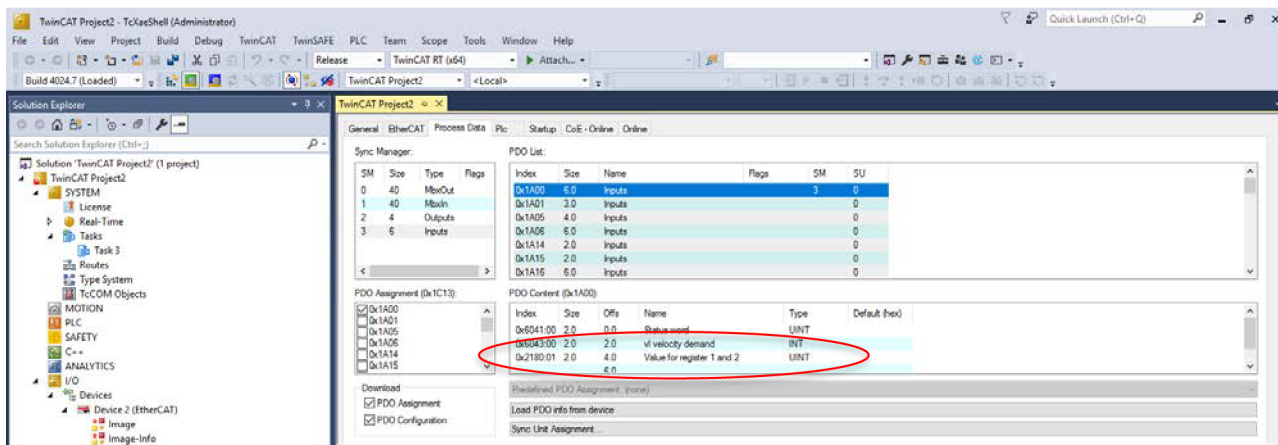 TwinCAT Project2 - TcXaeShell (Administrator)
Quick Launch (Ctrl+Q)
File Edit View Project Build Debug TwinCAT TwinSAFE PLC Team Scope Tools Window Help
Release TwinCAT RT (x64) Attach...
Build 4024.7 (Loaded) TwinCAT Project2 <Local>
Solution Explorer
TwinCAT Project2
General EtherCAT Process Data Plc Startup CoE - Online Online
Search Solution Explorer (Ctrl+;)
Solution 'TwinCAT Project2' (1 project)
TwinCAT Project2
SYSTEM
License
Real-Time
Tasks
Task 3
Routes
Type System
TcCOM Objects
MOTION
PLC
SAFETY
C++
ANALYTICS
I/O
Devices
Device 2 (EtherCAT)
Image
Image-Info
Sync Manager:
SM Size Type Flags
0 40 MbxOut
1 40 MbxIn
2 4 Outputs
3 6 Inputs
PDO List:
Index Size Name Flags SM SU
0x1A00 6.0 Inputs 3 0
0x1A01 3.0 Inputs 0
0x1A05 4.0 Inputs 0
0x1A06 6.0 Inputs 0
0x1A14 2.0 Inputs 0
0x1A15 2.0 Inputs 0
0x1A16 6.0 Inputs 0
PDO Assignment (0x1C13):
0x1A00
0x1A01
0x1A05
0x1A06
0x1A14
0x1A15
PDO Content (0x1A00):
Index Size Offs Name Type Default (hex)
0x6041:00 2.0 0.0 Status word UINT
0x6043:00 2.0 2.0 vl velocity demand INT
0x2180:01 2.0 4.0 Value for register 1 and 2 UINT
6.0
Download
PDO Assignment
PDO Configuration
Predefined PDO Assignment: (none)
Load PDO info from device
Sync Unit Assignment...